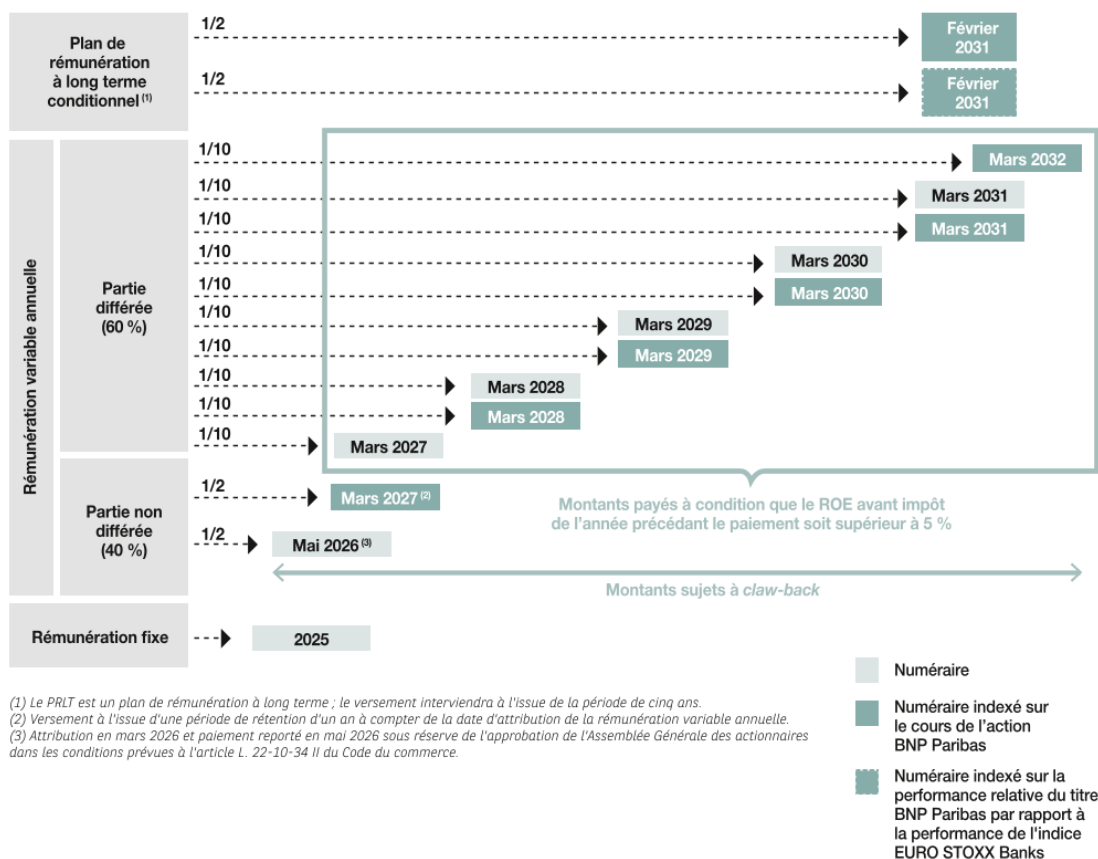 Plan de
rémunération
à long terme
conditionnel (1)
1/2
Février
2031
1/2
Février
2031
Rémunération variable annuelle
Partie
différée
(60 %)
1/10
Mars 2032
1/10
Mars 2031
1/10
Mars 2031
1/10
Mars 2030
1/10
Mars 2030
1/10
Mars 2029
1/10
Mars 2029
1/10
Mars 2028
1/10
Mars 2028
1/10
Mars 2027
Partie non
différée
(40 %)
1/2
Mars 2027 (2)
1/2
Mai 2026 (3)
Montants payés à condition que le ROE avant impôt
de l'année précédant le paiement soit supérieur à 5 %
Montants sujets à claw-back
Rémunération fixe
2025
(1) Le PRLT est un plan de rémunération à long terme ; le versement interviendra à l'issue de la période de cinq ans.
(2) Versement à l'issue d'une période de rétention d'un an à compter de la date d'attribution de la rémunération variable annuelle.
(3) Attribution en mars 2026 et paiement reporté en mai 2026 sous réserve de l'approbation de l'Assemblée Générale des actionnaires
dans les conditions prévues à l'article L. 22-10-34 II du Code du commerce.
Numéraire
Numéraire indexé sur
le cours de l'action
BNP Paribas
Numéraire indexé sur la
performance relative du titre
BNP Paribas par rapport à
la performance de l'indice
EURO STOXX Banks